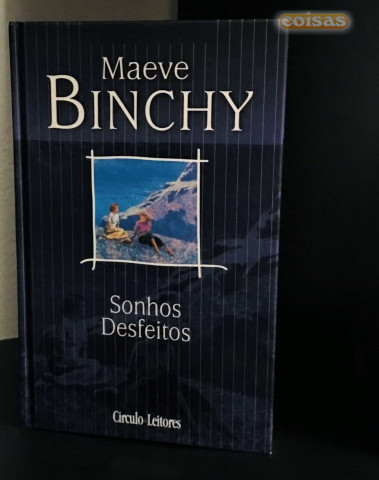 coisas
Maeve
BINCHY
Sonhos
Desfeitos
Círculo Leitores